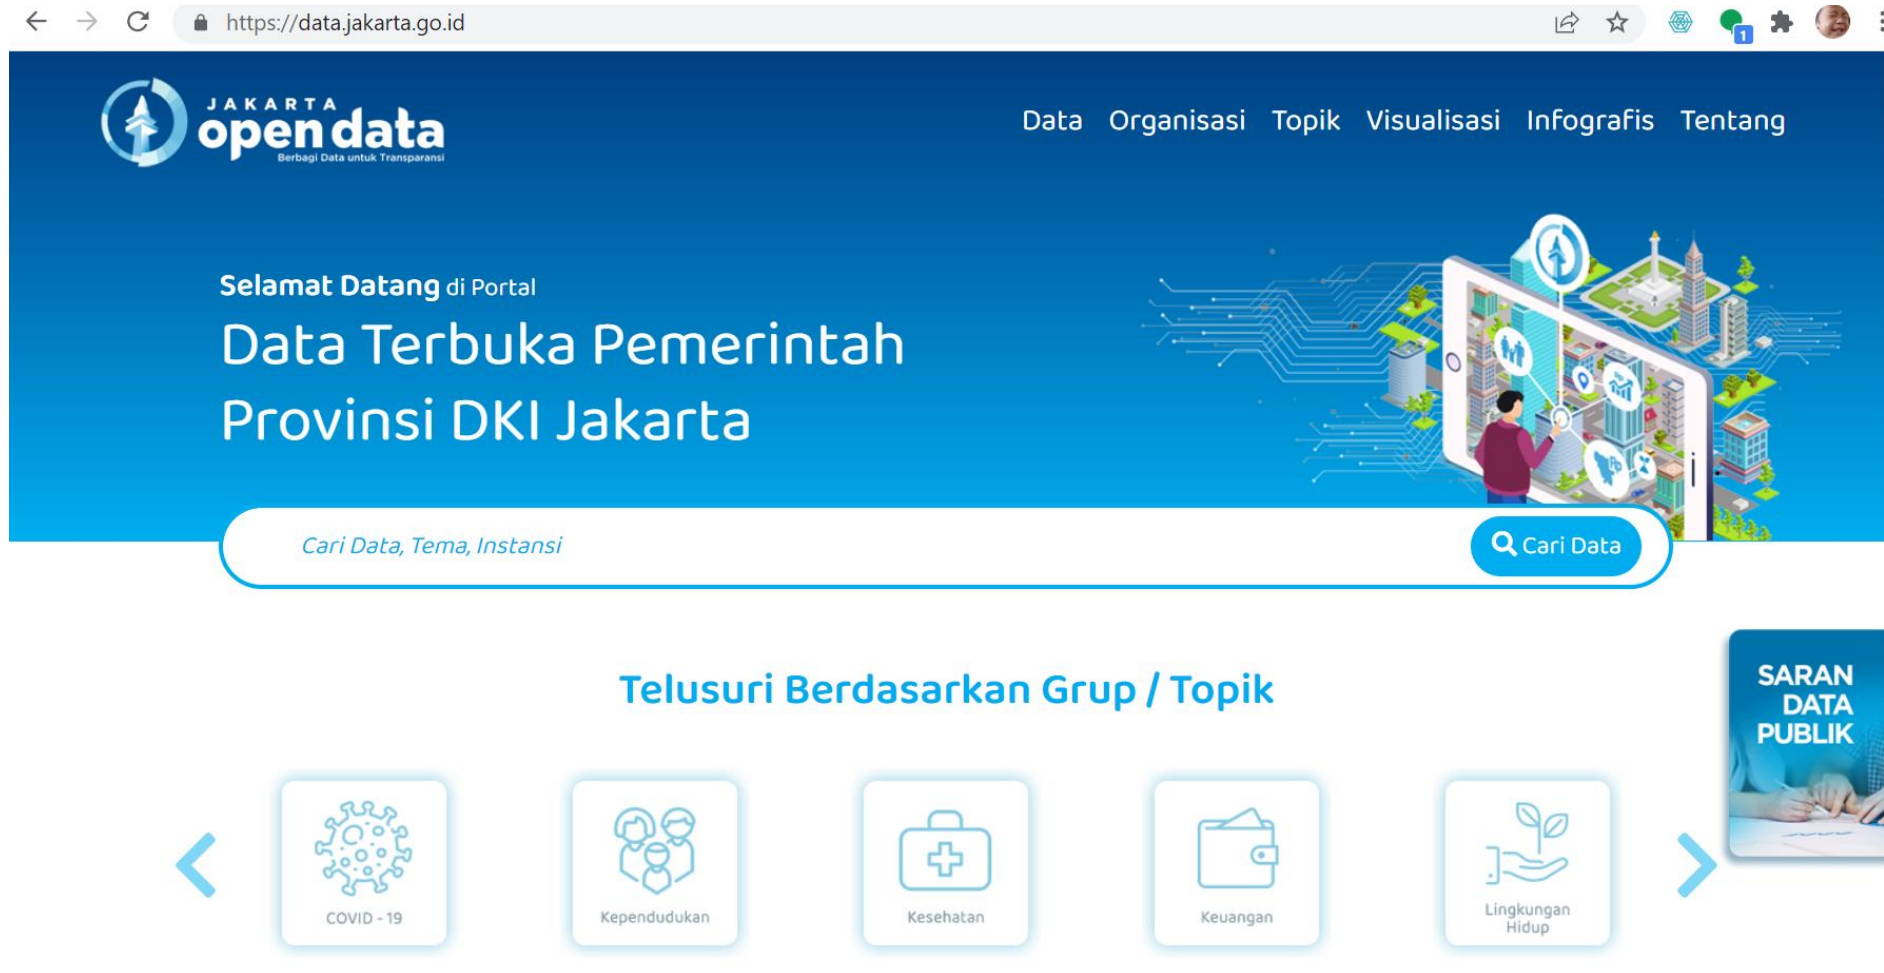 https://data.jakarta.go.id
1
JAKARTA
open data
Berbagi Data untuk Transparansi
Data Organisasi Topik Visualisasi Infografis Tentang
Selamat Datang di Portal
Data Terbuka Pemerintah
Provinsi DKI Jakarta
Rp
Cari Data, Tema, Instansi
Cari Data
Telusuri Berdasarkan Grup / Topik
SARAN
DATA
PUBLIK
COVID - 19
Kependudukan
Kesehatan
Keuangan
Lingkungan
Hidup